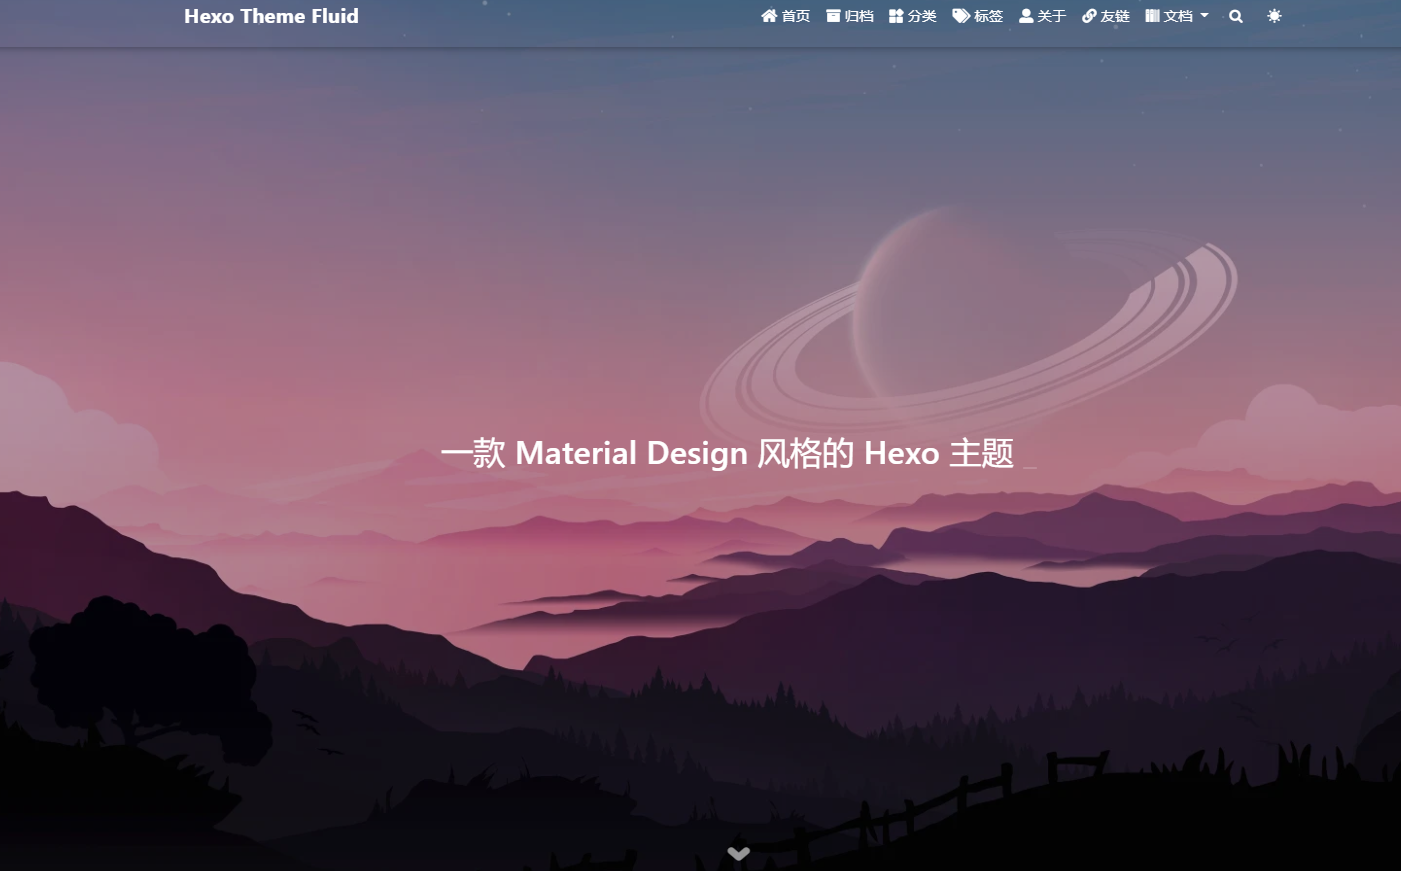 Hexo Theme Fluid
首页 归档 分类 标签 关于 友链 文档
一款 Material Design 风格的 Hexo 主题 _